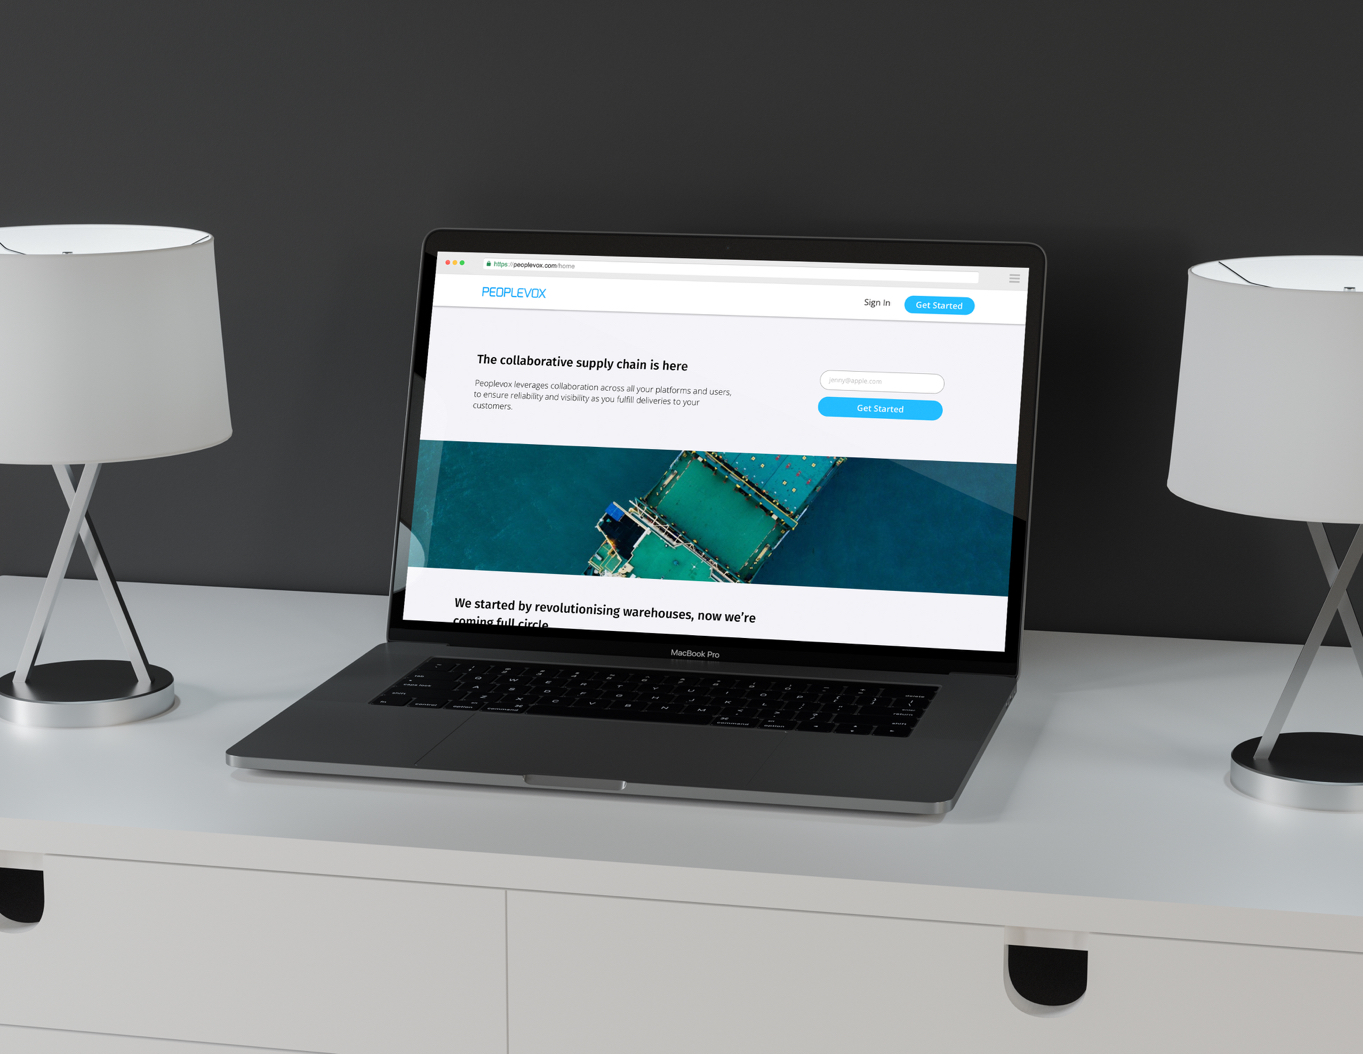 https://peoplevox.com/home
PEOPLEVOX
Sign In
Get Started
The collaborative supply chain is here
Peoplevox leverages collaboration across all your platforms and users,
to ensure reliability and visibility as you fulfill deliveries to your
customers.
jenny@apple.com
Get Started
We started by revolutionising warehouses, now we're
coming full circle
MacBook Pro
command
option